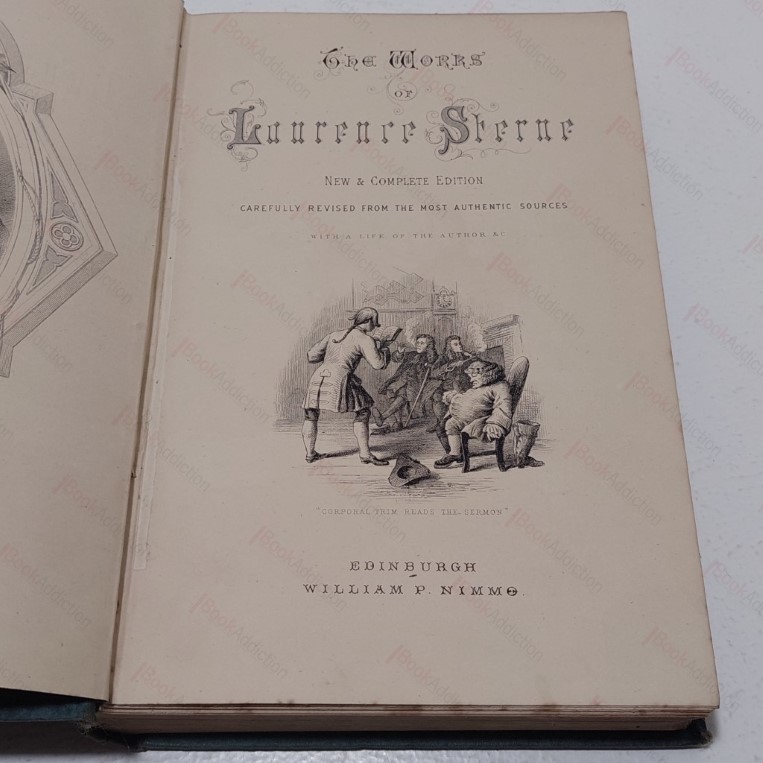 The Works
OF
Laurence Sterne
NEW & COMPLETE EDITION
CAREFULLY REVISED FROM THE MOST AUTHENTIC SOURCES
WITH A LIFE OF THE AUTHOR &C
"CORPORAL TRIM READS THE SERMON"
EDINBURGH
WILLIAM P. NIMMO.
BookAddiction